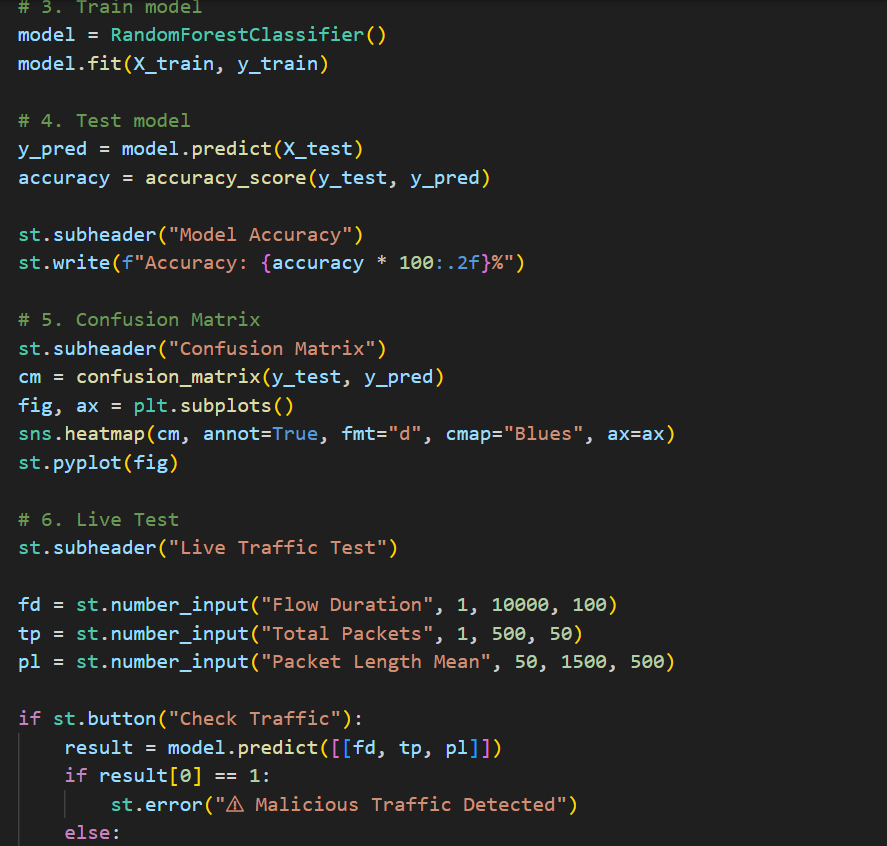 # 3. Train model
model = RandomForestClassifier()
model.fit(X_train, y_train)
# 4. Test model
y_pred = model.predict(X_test)
accuracy = accuracy_score(y_test, y_pred)
st.subheader("Model Accuracy")
st.write(f"Accuracy: {accuracy * 100:.2f}%")
# 5. Confusion Matrix
st.subheader("Confusion Matrix")
cm = confusion_matrix(y_test, y_pred)
fig, ax = plt.subplots()
sns.heatmap(cm, annot=True, fmt="d", cmap="Blues", ax=ax)
st.pyplot(fig)
# 6. Live Test
st.subheader("Live Traffic Test")
fd = st.number_input("Flow Duration", 1, 10000, 100)
tp = st.number_input("Total Packets", 1, 500, 50)
pl = st.number_input("Packet Length Mean", 50, 1500, 500)
if st.button("Check Traffic"):
    result = model.predict([[fd, tp, pl]])
    if result[0] == 1:
        st.error("⚠ Malicious Traffic Detected")
    else: